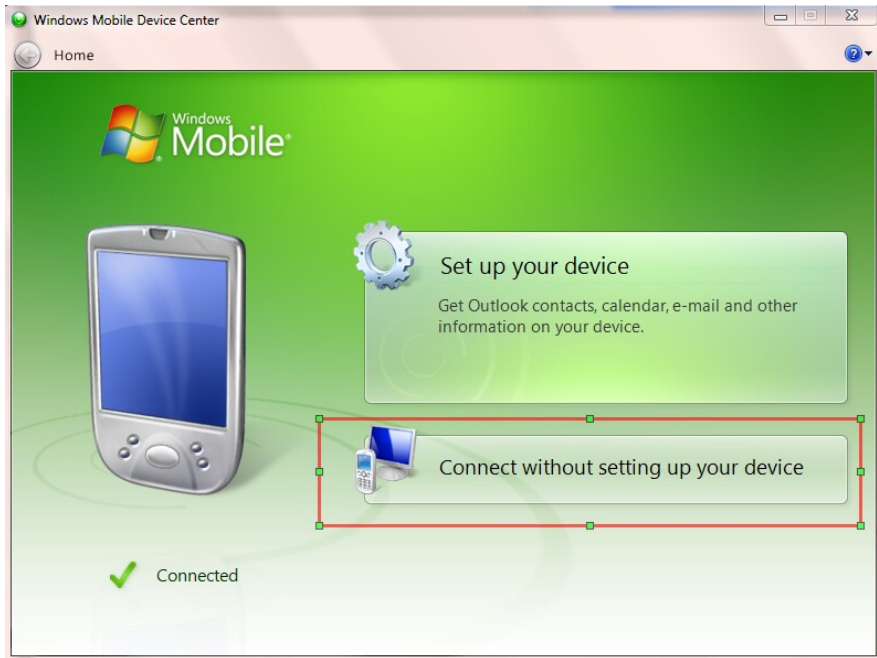 Windows Mobile Device Center
Home
Windows
Mobile®
Set up your device
Get Outlook contacts, calendar, e-mail and other
information on your device.
Connect without setting up your device
Connected